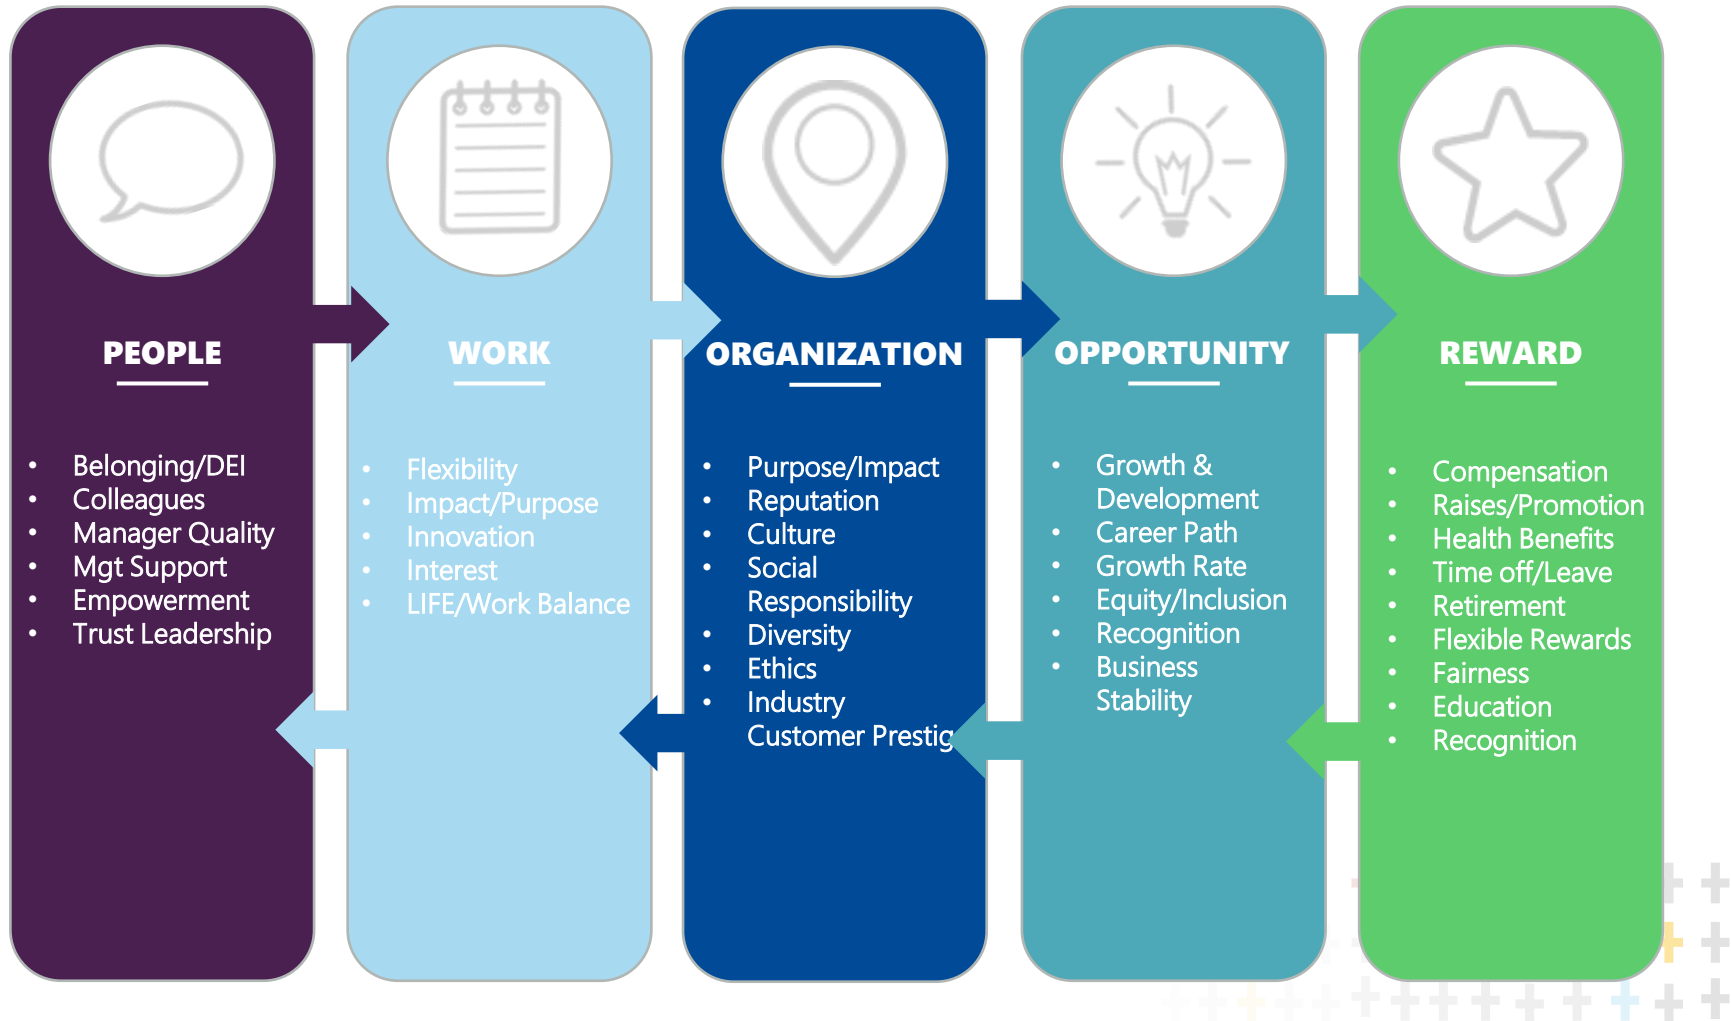 PEOPLE
• Belonging/DEI
• Colleagues
• Manager Quality
• Mgt Support
• Empowerment
• Trust Leadership
WORK
• Flexibility
• Impact/Purpose
• Innovation
• Interest
• LIFE/Work Balance
ORGANIZATION
• Purpose/Impact
• Reputation
• Culture
• Social
Responsibility
• Diversity
• Ethics
• Industry
Customer Prestig
OPPORTUNITY
• Growth &
Development
• Career Path
• Growth Rate
• Equity/Inclusion
• Recognition
• Business
Stability
REWARD
• Compensation
• Raises/Promotion
• Health Benefits
• Time off/Leave
• Retirement
• Flexible Rewards
• Fairness
• Education
• Recognition